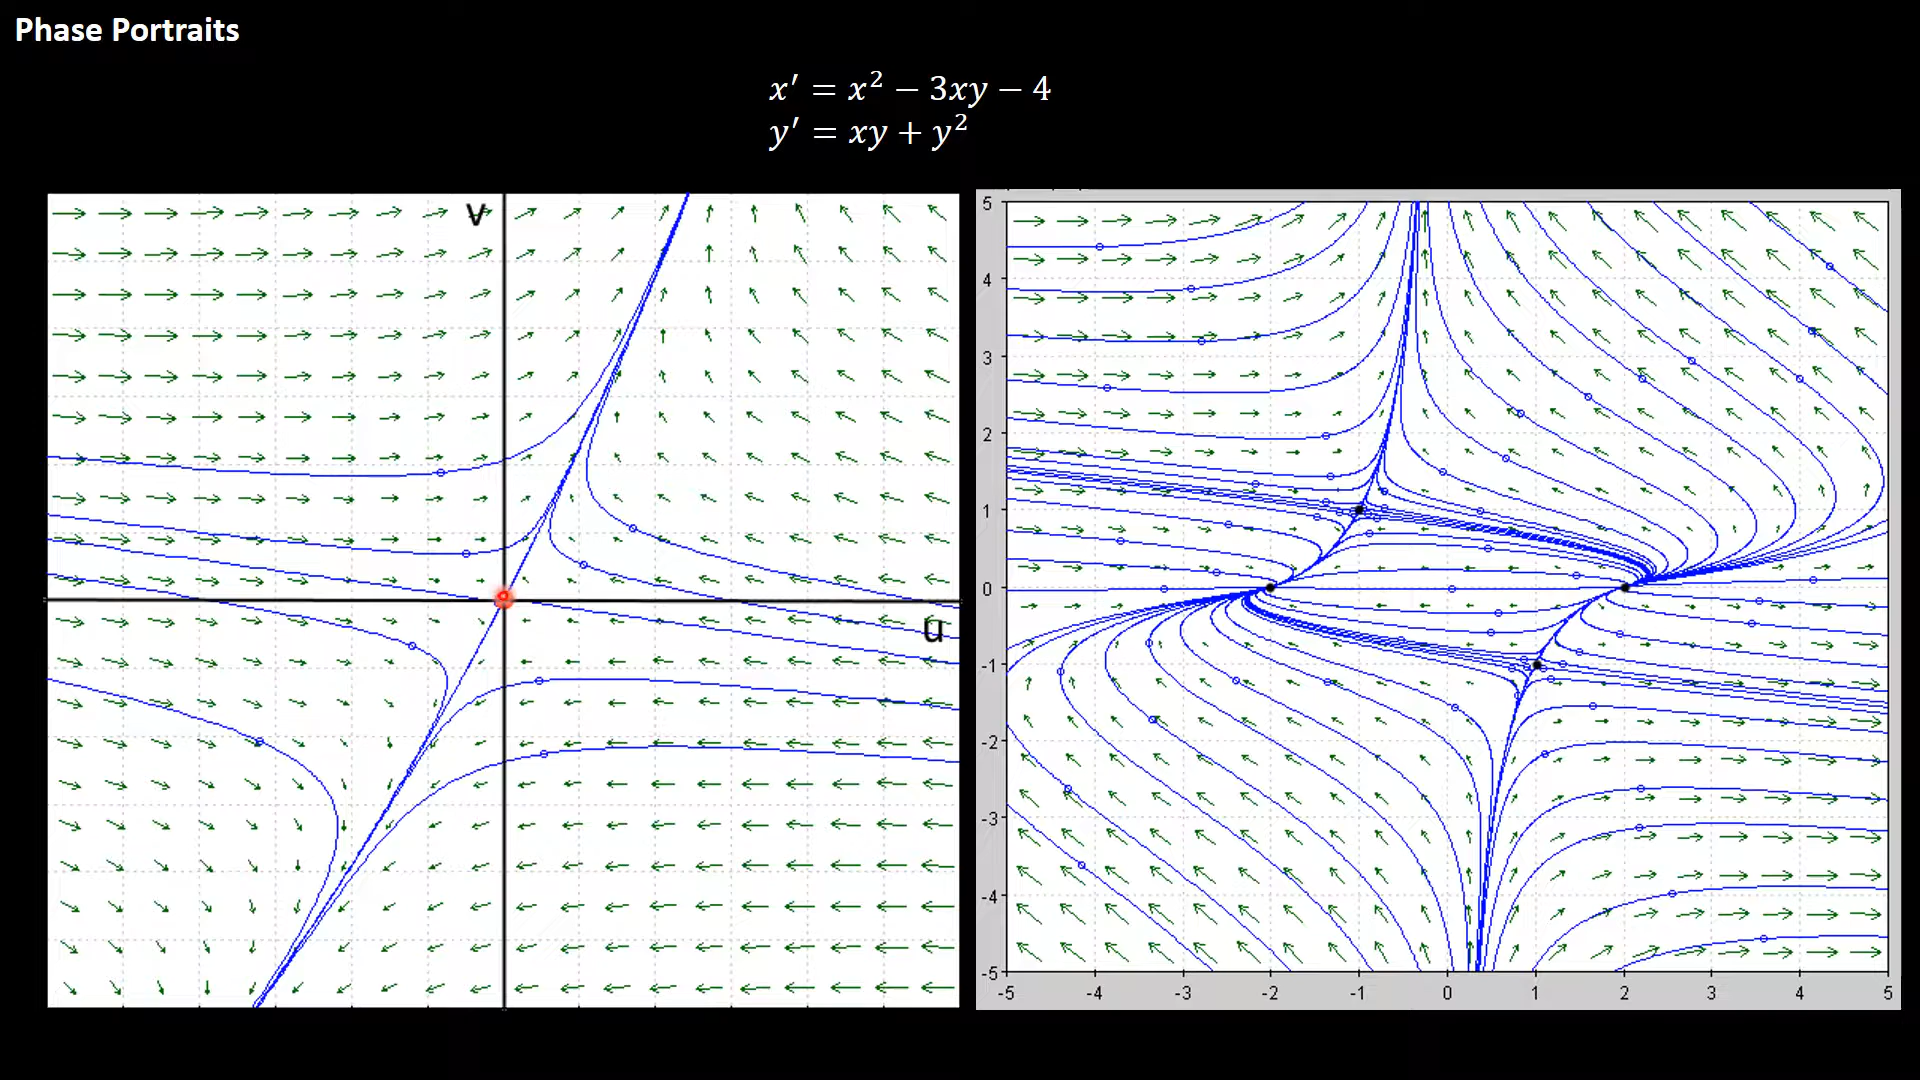 Phase Portraits
x′ = x² − 3xy − 4
y′ = xy + y²
v
u
5
4
3
2
1
0
-1
-2
-3
-4
-5
-5 -4 -3 -2 -1 0 1 2 3 4 5